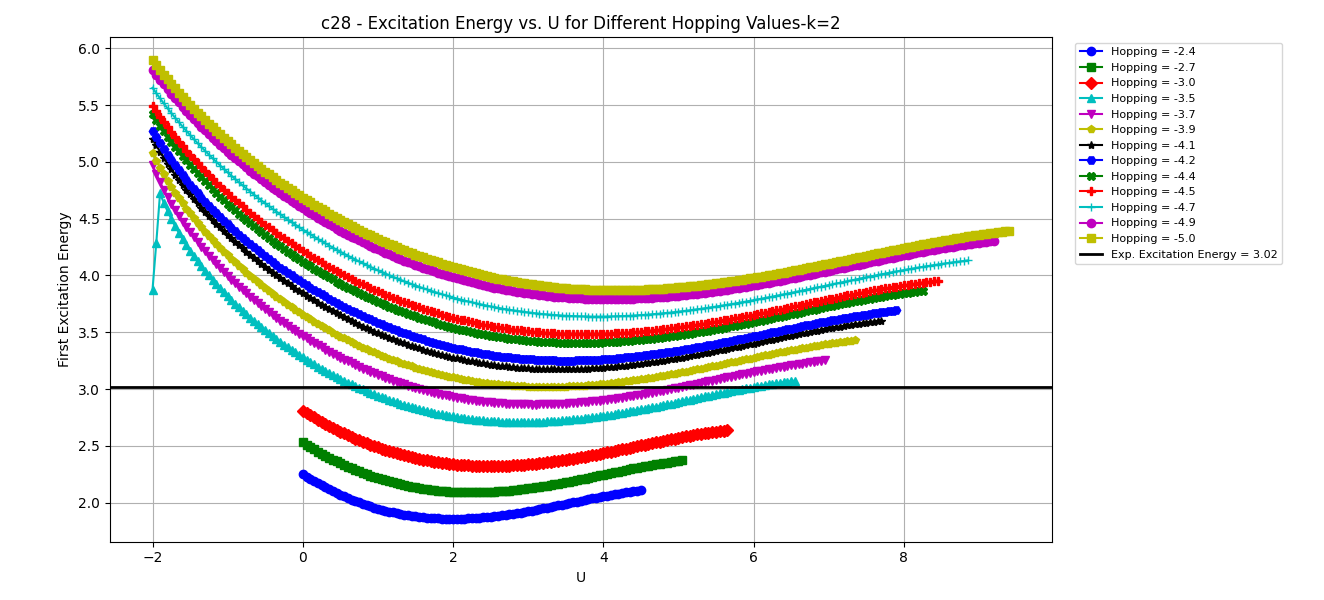 c28 - Excitation Energy vs. U for Different Hopping Values-k=2
6.0
5.5
5.0
4.5
4.0
3.5
3.0
2.5
2.0
First Excitation Energy
−2
0
2
4
6
8
U
Hopping = -2.4
Hopping = -2.7
Hopping = -3.0
Hopping = -3.5
Hopping = -3.7
Hopping = -3.9
Hopping = -4.1
Hopping = -4.2
Hopping = -4.4
Hopping = -4.5
Hopping = -4.7
Hopping = -4.9
Hopping = -5.0
Exp. Excitation Energy = 3.02